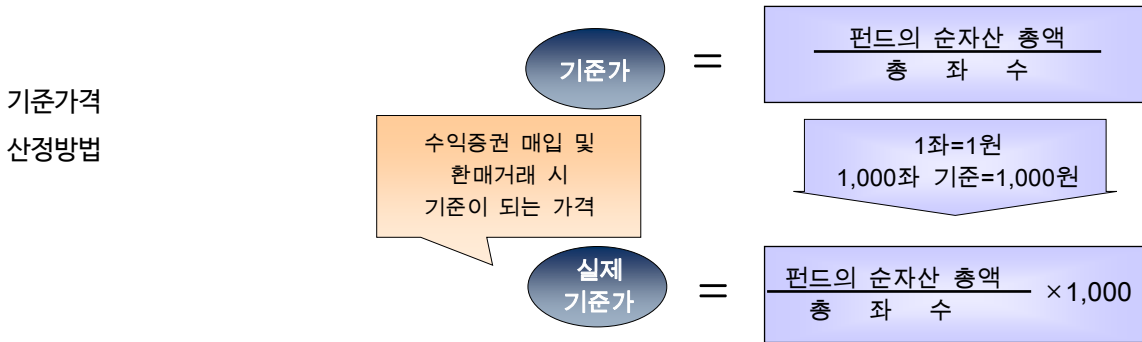 기준가격
산정방법
기준가
=
펀드의 순자산 총액
총 좌 수
수익증권 매입 및
환매거래 시
기준이 되는 가격
1좌=1원
1,000좌 기준=1,000원
실제
기준가
=
펀드의 순자산 총액
총 좌 수
×1,000